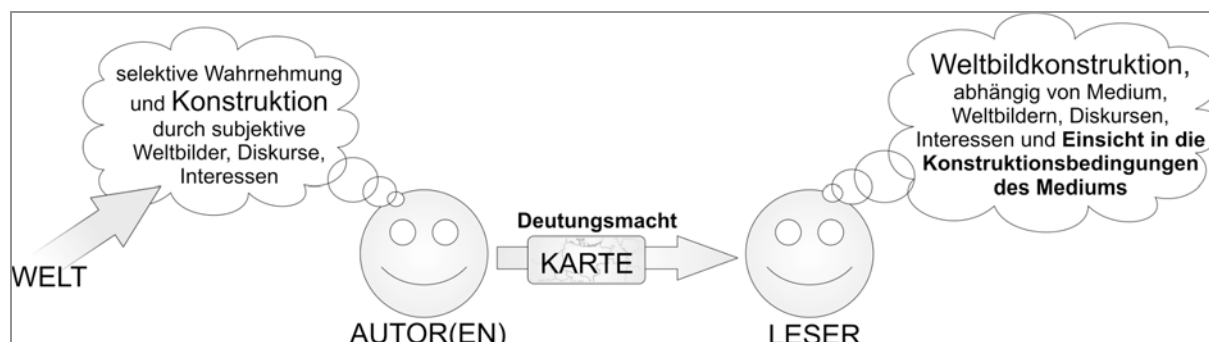 selektive Wahrnehmung
und Konstruktion
durch subjektive
Weltbilder, Diskurse,
Interessen
WELT
AUTOR(EN)
Deutungsmacht
KARTE
LESER
Weltbildkonstruktion,
abhängig von Medium,
Weltbildern, Diskursen,
Interessen und Einsicht in die
Konstruktionsbedingungen
des Mediums